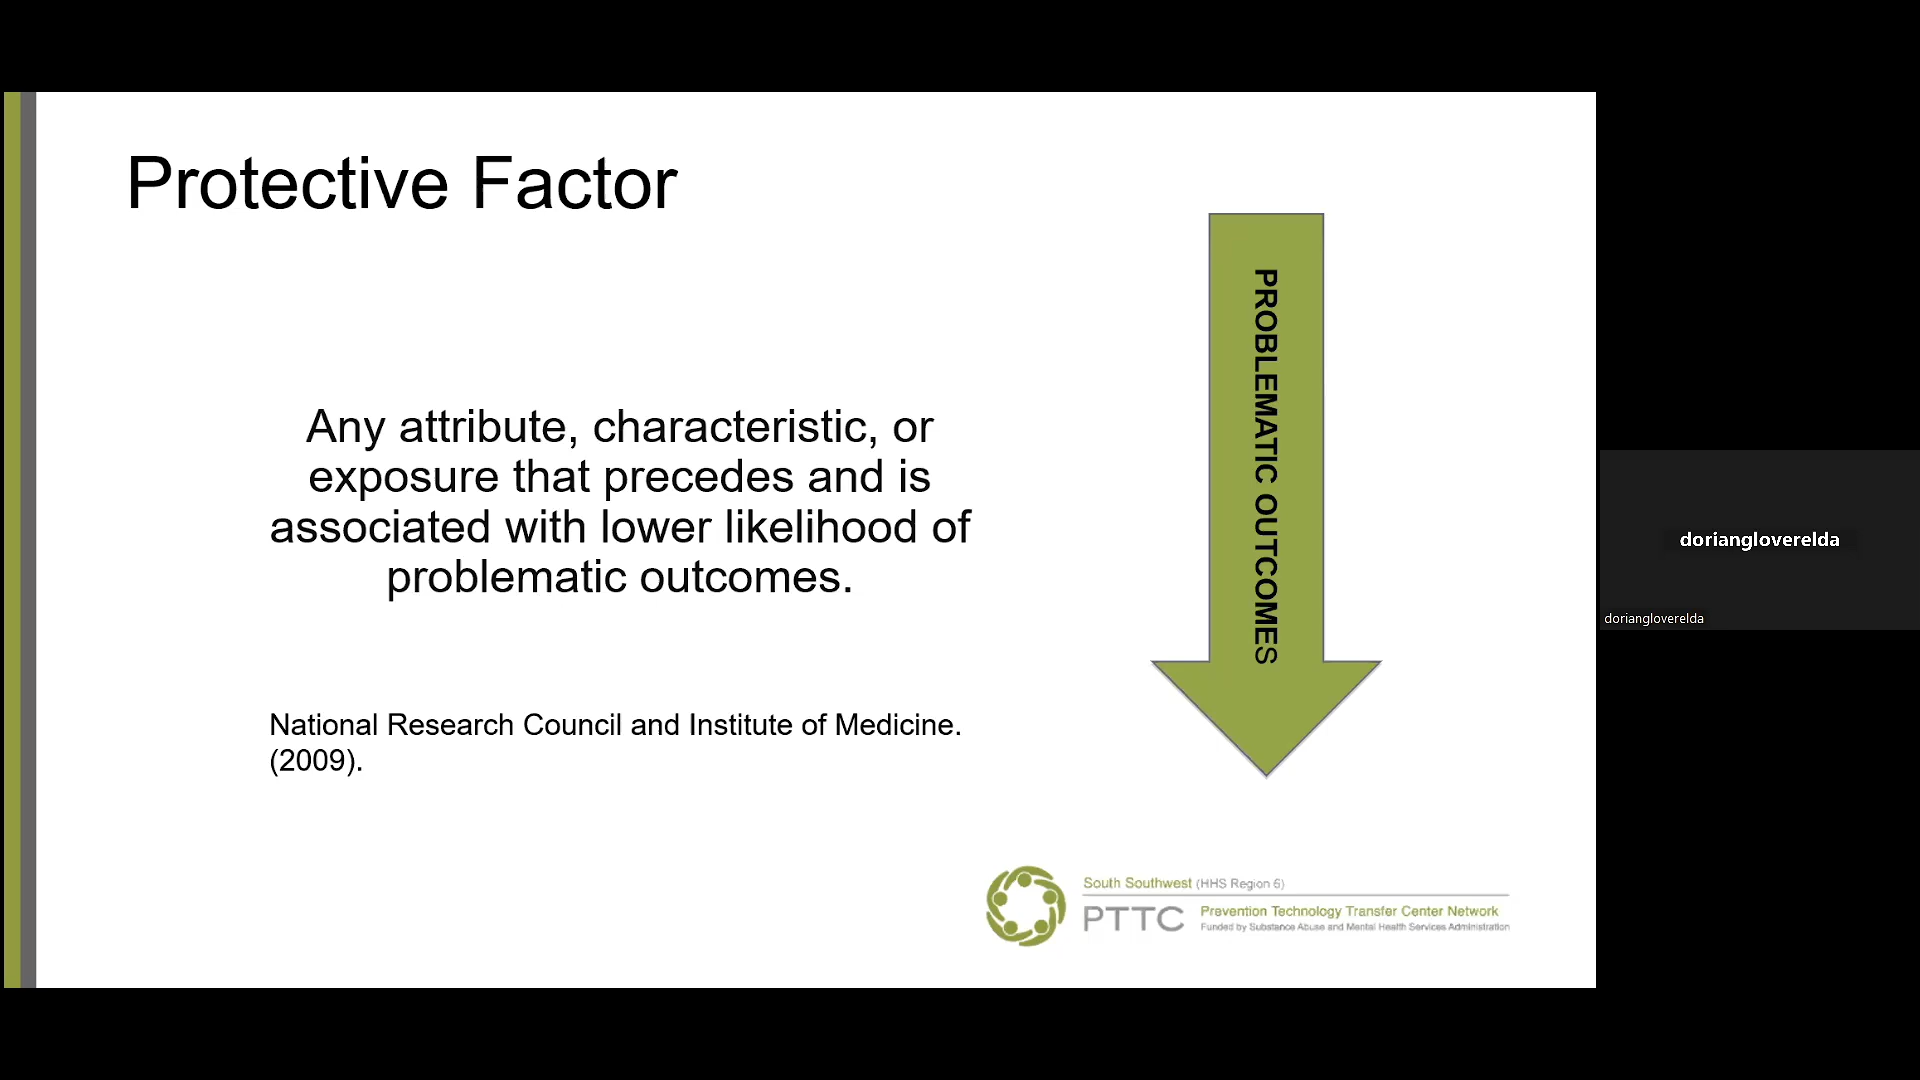 Protective Factor
PROBLEMATIC OUTCOMES
Any attribute, characteristic, or
exposure that precedes and is
associated with lower likelihood of
problematic outcomes.
National Research Council and Institute of Medicine.
(2009).
doriangloverelda
doriangloverelda
South Southwest (HHS Region 6)
PTTC
Prevention Technology Transfer Center Network
Funded by Substance Abuse and Mental Health Services Administration